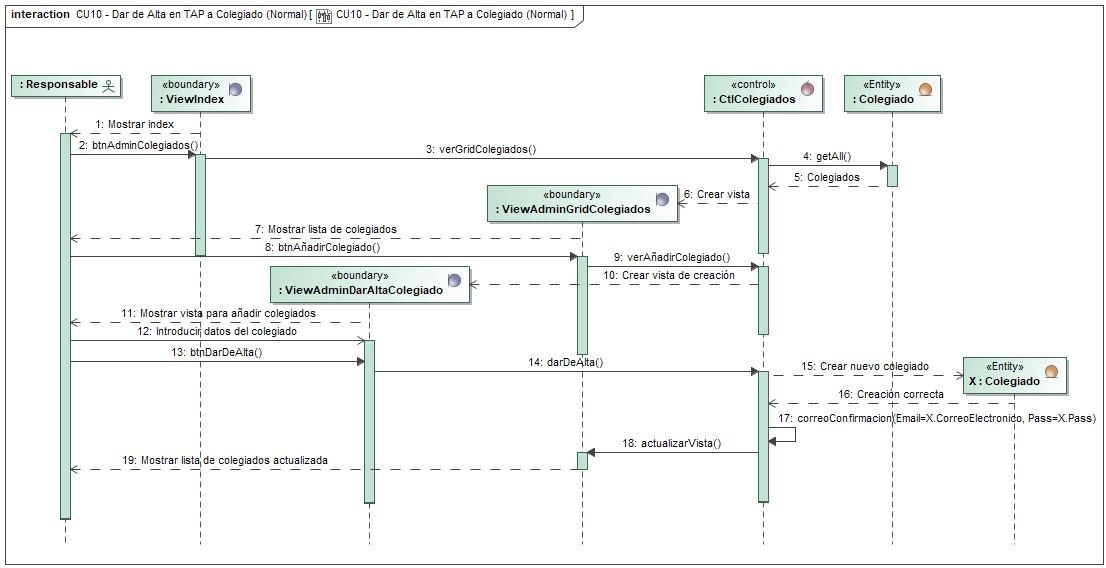 interaction CU10 - Dar de Alta en TAP a Colegiado (Normal) [ CU10 - Dar de Alta en TAP a Colegiado (Normal) ]
: Responsable
«boundary»
: ViewIndex
«control»
: CtlColegiados
«Entity»
: Colegiado
1: Mostrar index
2: btnAdminColegiados()
3: verGridColegiados()
4: getAll()
5: Colegiados
6: Crear vista
«boundary»
: ViewAdminGridColegiados
7: Mostrar lista de colegiados
8: btnAñadirColegiado()
9: verAñadirColegiado()
10: Crear vista de creación
«boundary»
: ViewAdminDarAltaColegiado
11: Mostrar vista para añadir colegiados
12: Introducir datos del colegiado
13: btnDarDeAlta()
14: darDeAlta()
15: Crear nuevo colegiado
«Entity»
X : Colegiado
16: Creación correcta
17: correoConfirmacion(Email=X.CorreoElectronico, Pass=X.Pass)
18: actualizarVista()
19: Mostrar lista de colegiados actualizada